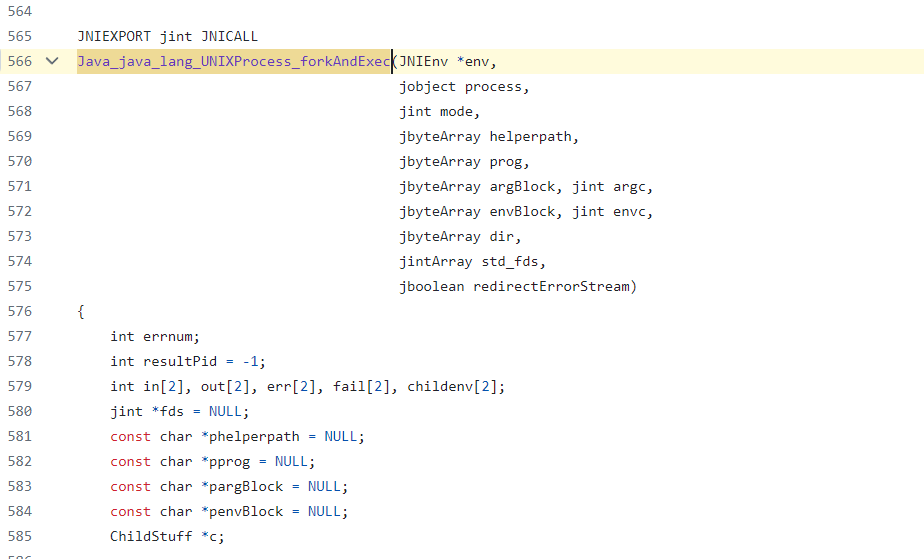 564
565 JNIEXPORT jint JNICALL
566 Java_java_lang_UNIXProcess_forkAndExec(JNIEnv *env,
567 jobject process,
568 jint mode,
569 jbyteArray helperpath,
570 jbyteArray prog,
571 jbyteArray argBlock, jint argc,
572 jbyteArray envBlock, jint envc,
573 jbyteArray dir,
574 jintArray std_fds,
575 jboolean redirectErrorStream)
576 {
577 int errnum;
578 int resultPid = -1;
579 int in[2], out[2], err[2], fail[2], childenv[2];
580 jint *fds = NULL;
581 const char *phelperpath = NULL;
582 const char *pprog = NULL;
583 const char *pargBlock = NULL;
584 const char *penvBlock = NULL;
585 ChildStuff *c;